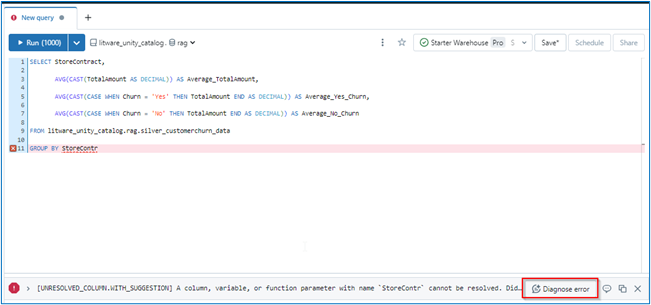 New query
+
Run (1000) litware_unity_catalog. rag Starter Warehouse Pro S Save* Schedule Share
1 SELECT StoreContract,
2
3 AVG(CAST(TotalAmount AS DECIMAL)) AS Average_TotalAmount,
4
5 AVG(CAST(CASE WHEN Churn = 'Yes' THEN TotalAmount END AS DECIMAL)) AS Average_Yes_Churn,
6
7 AVG(CAST(CASE WHEN Churn = 'No' THEN TotalAmount END AS DECIMAL)) AS Average_No_Churn
8
9 FROM litware_unity_catalog.rag.silver_customerchurn_data
10
11 GROUP BY StoreContr
[UNRESOLVED_COLUMN.WITH_SUGGESTION] A column, variable, or function parameter with name `StoreContr` cannot be resolved. Did… Diagnose error